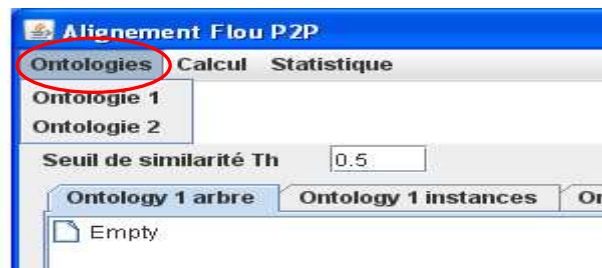 Alignement Flou P2P
Ontologies Calcul Statistique
Ontologie 1
Ontologie 2
Seuil de similarité Th 0.5
Ontology 1 arbre Ontology 1 instances
Empty